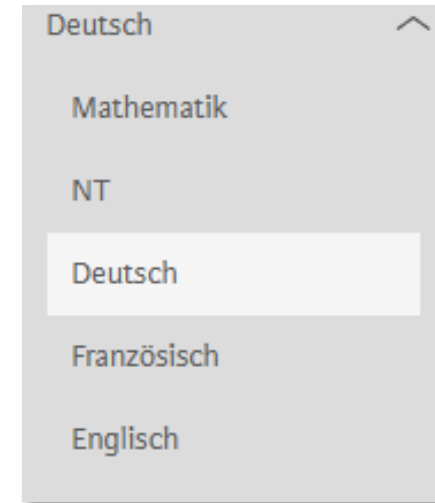 Deutsch
Mathematik
NT
Deutsch
Französisch
Englisch